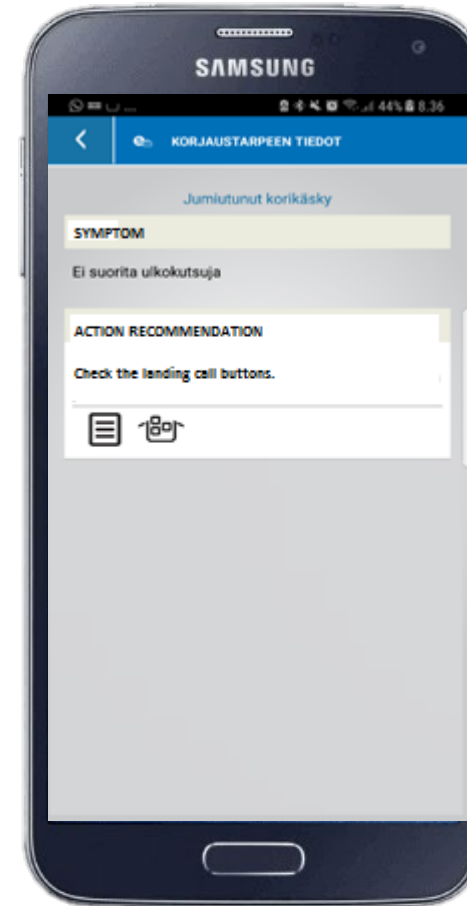 SAMSUNG
44% 8.36
KORJAUSTARPEEN TIEDOT
Jumiutunut korikäsky
SYMPTOM
Ei suorita ulkokutsuja
ACTION RECOMMENDATION
Check the landing call buttons.